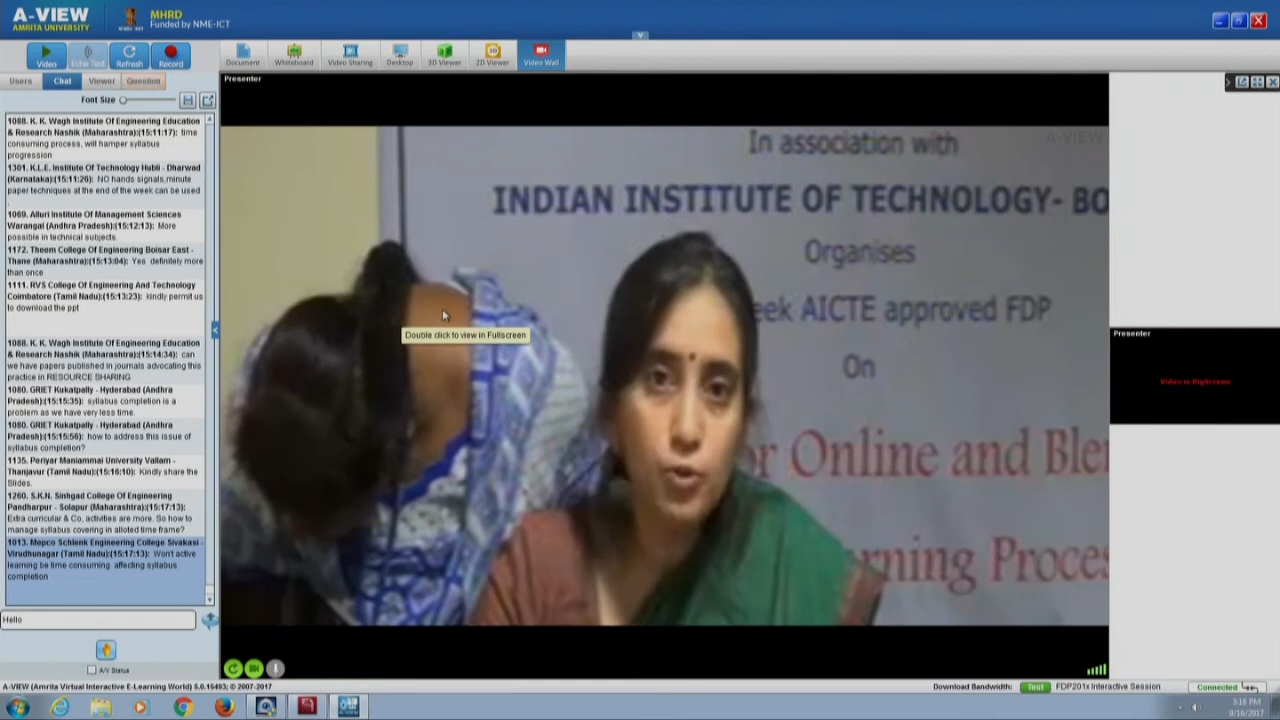 A-VIEW
AMRITA UNIVERSITY
MHRD
Funded by NME-ICT
Video
Echo Test
Refresh
Record
Document
Whiteboard
Video Sharing
Desktop
3D Viewer
2D Viewer
Video Wall
Users
Chat
Viewer
Question
Font Size
1088. K. K. Wagh Institute Of Engineering Education
& Research Nashik (Maharashtra):(15:11:17): time
consuming process, will hamper syllabus
progression
1301. K.L.E. Institute Of Technology Hubli - Dharwad
(Karnataka):(15:11:26): NO hands signals,minute
paper techniques at the end of the week can be used
.
1069. Alluri Institute Of Management Sciences
Warangal (Andhra Pradesh):(15:12:13): More
possible in technical subjects.
1172. Theem College Of Engineering Boisar East -
Thane (Maharashtra):(15:13:04): Yes definitely more
than once
1111. RVS College Of Engineering And Technology
Coimbatore (Tamil Nadu):(15:13:23): kindly permit us
to download the ppt
1088. K. K. Wagh Institute Of Engineering Education
& Research Nashik (Maharashtra):(15:14:34): can
we have papers published in journals advocating this
practice in RESOURCE SHARING
1080. GRIET Kukatpally - Hyderabad (Andhra
Pradesh):(15:15:35): syllabus completion is a
problem as we have very less time.
1080. GRIET Kukatpally - Hyderabad (Andhra
Pradesh):(15:15:56): how to address this issue of
syllabus completion?
1135. Periyar Maniammai University Vallam -
Thanjavur (Tamil Nadu):(15:16:10): Kindly share the
Slides.
1260. S.K.N. Sinhgad College Of Engineering
Pandharpur - Solapur (Maharashtra):(15:17:13):
Extra curricular & Co, activities are more. So how to
manage syllabus covering in alloted time frame?
1013. Mepco Schlenk Engineering College Sivakasi -
Virudhunagar (Tamil Nadu):(15:17:13): Won't active
learning be time consuming affecting syllabus
completion
Hello
A/V Status
Presenter
A-VIEW
In association with
INDIAN INSTITUTE OF TECHNOLOGY- BO
Organises
eek AICTE approved FDP
On
r Online and Ble
rning Proces
Double click to view in Fullscreen
Presenter
Video in BigScreen
A-VIEW (Amrita Virtual Interactive E-Learning World) 5.0.15493; © 2007-2017
Download Bandwidth:
Test
FDP201x Interactive Session
Connected
3:18 PM
9/16/2017